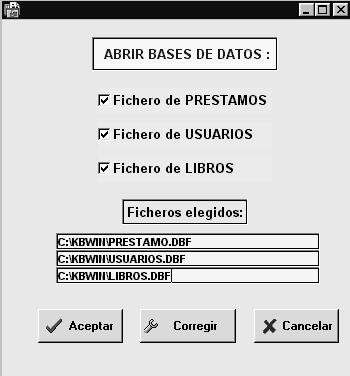 ABRIR BASES DE DATOS :
Fichero de PRESTAMOS
Fichero de USUARIOS
Fichero de LIBROS
Ficheros elegidos:
C:\KBWIN\PRESTAMO.DBF
C:\KBWIN\USUARIOS.DBF
C:\KBWIN\LIBROS.DBF
Aceptar Corregir Cancelar